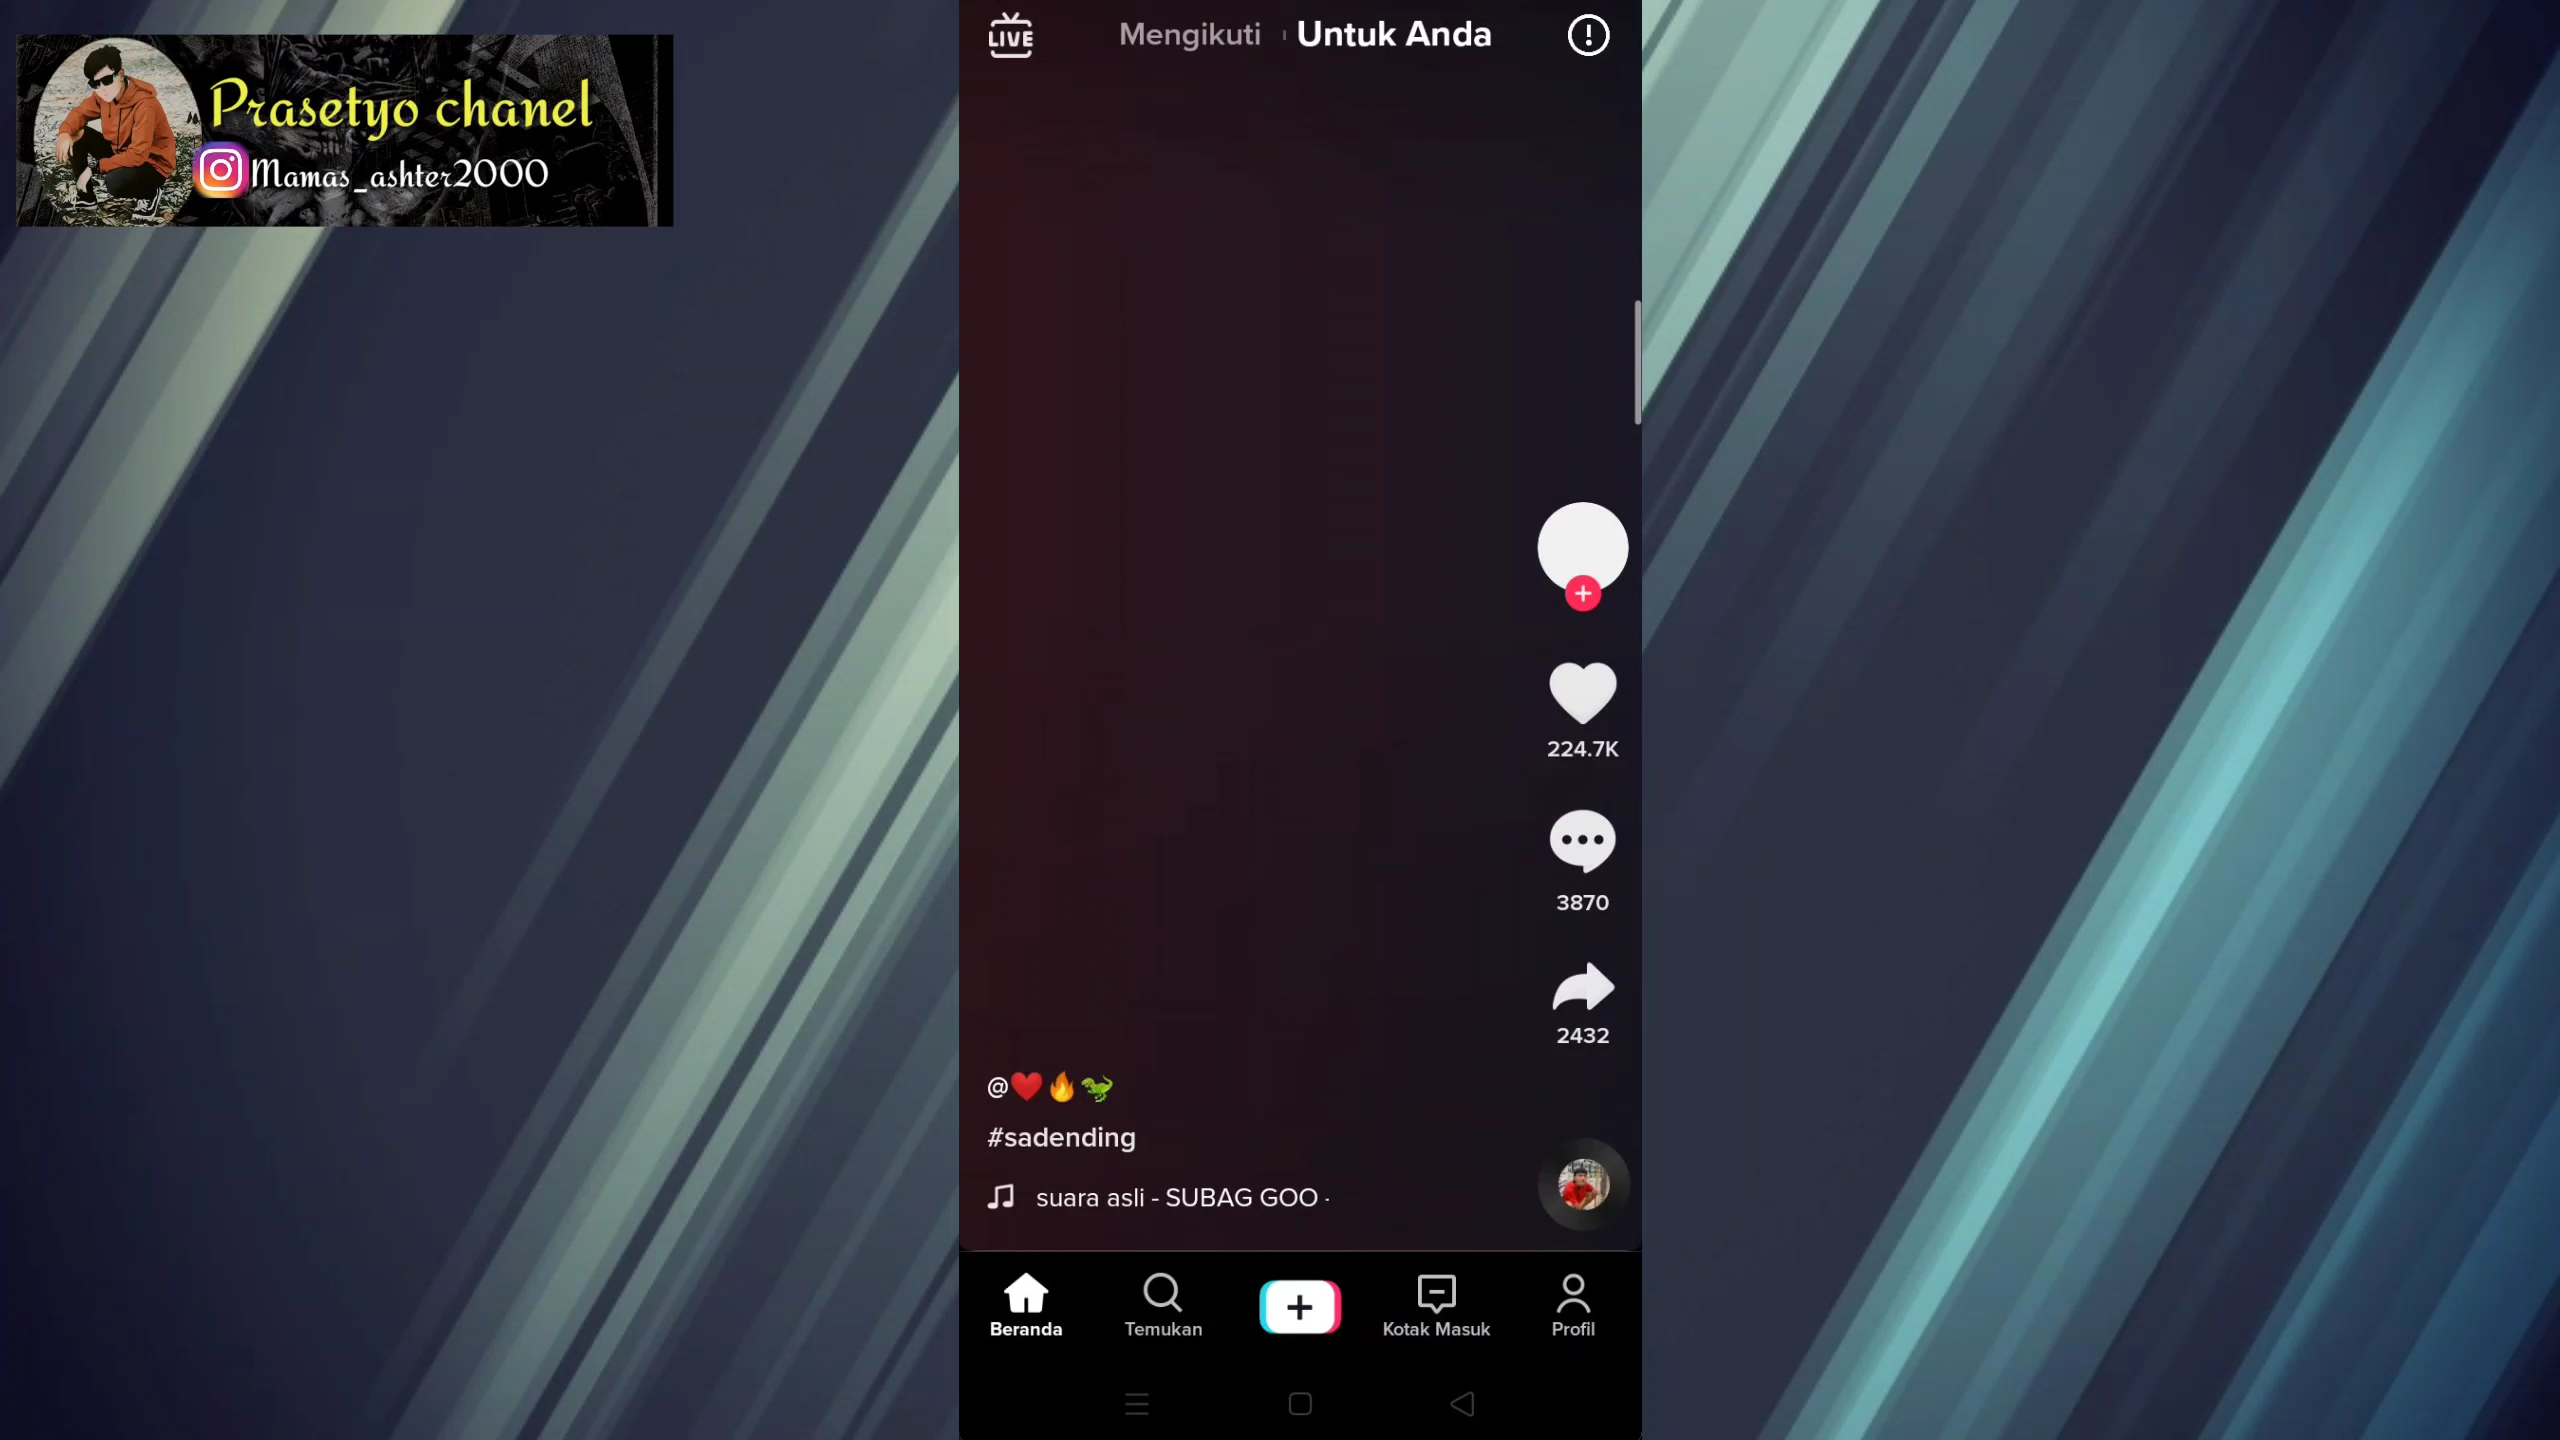 Prasetyo chanel
Mamas_ashter2000
LIVE
Mengikuti
Untuk Anda
224.7K
3870
2432
@❤️🔥🦖
#sadending
suara asli - SUBAG GOO -
Beranda
Temukan
Kotak Masuk
Profil